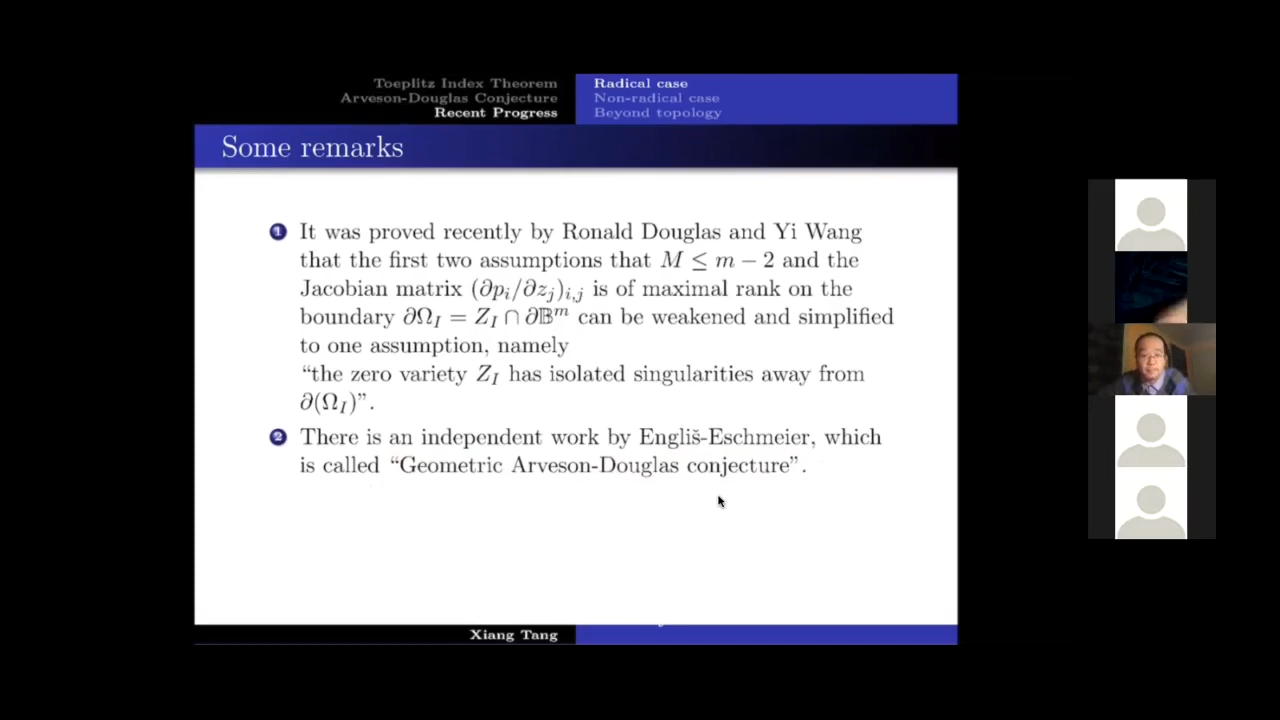 Toeplitz Index Theorem
Arveson-Douglas Conjecture
Recent Progress
Radical case
Non-radical case
Beyond topology
Some remarks
1 It was proved recently by Ronald Douglas and Yi Wang
that the first two assumptions that M ≤ m − 2 and the
Jacobian matrix (∂p_i/∂z_j)_{i,j} is of maximal rank on the
boundary ∂Ω_I = Z_I ∩ ∂𝔹^m can be weakened and simplified
to one assumption, namely
“the zero variety Z_I has isolated singularities away from
∂(Ω_I)”.
2 There is an independent work by Engliš-Eschmeier, which
is called “Geometric Arveson-Douglas conjecture”.
Xiang Tang